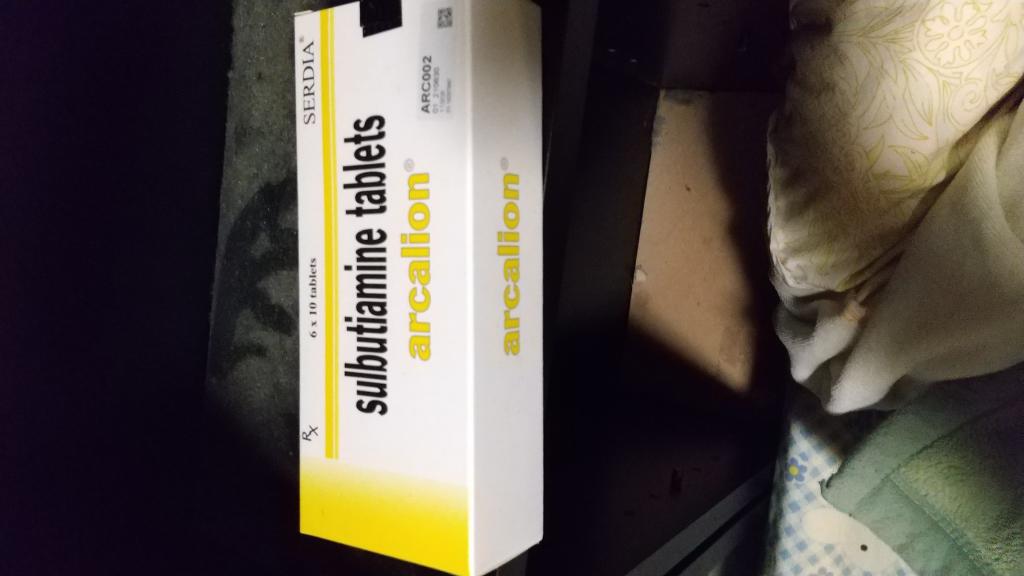 Rx
6 x 10 tablets
SERDIA®
sulbutiamine tablets
arcalion®
ARC002
arcalion®